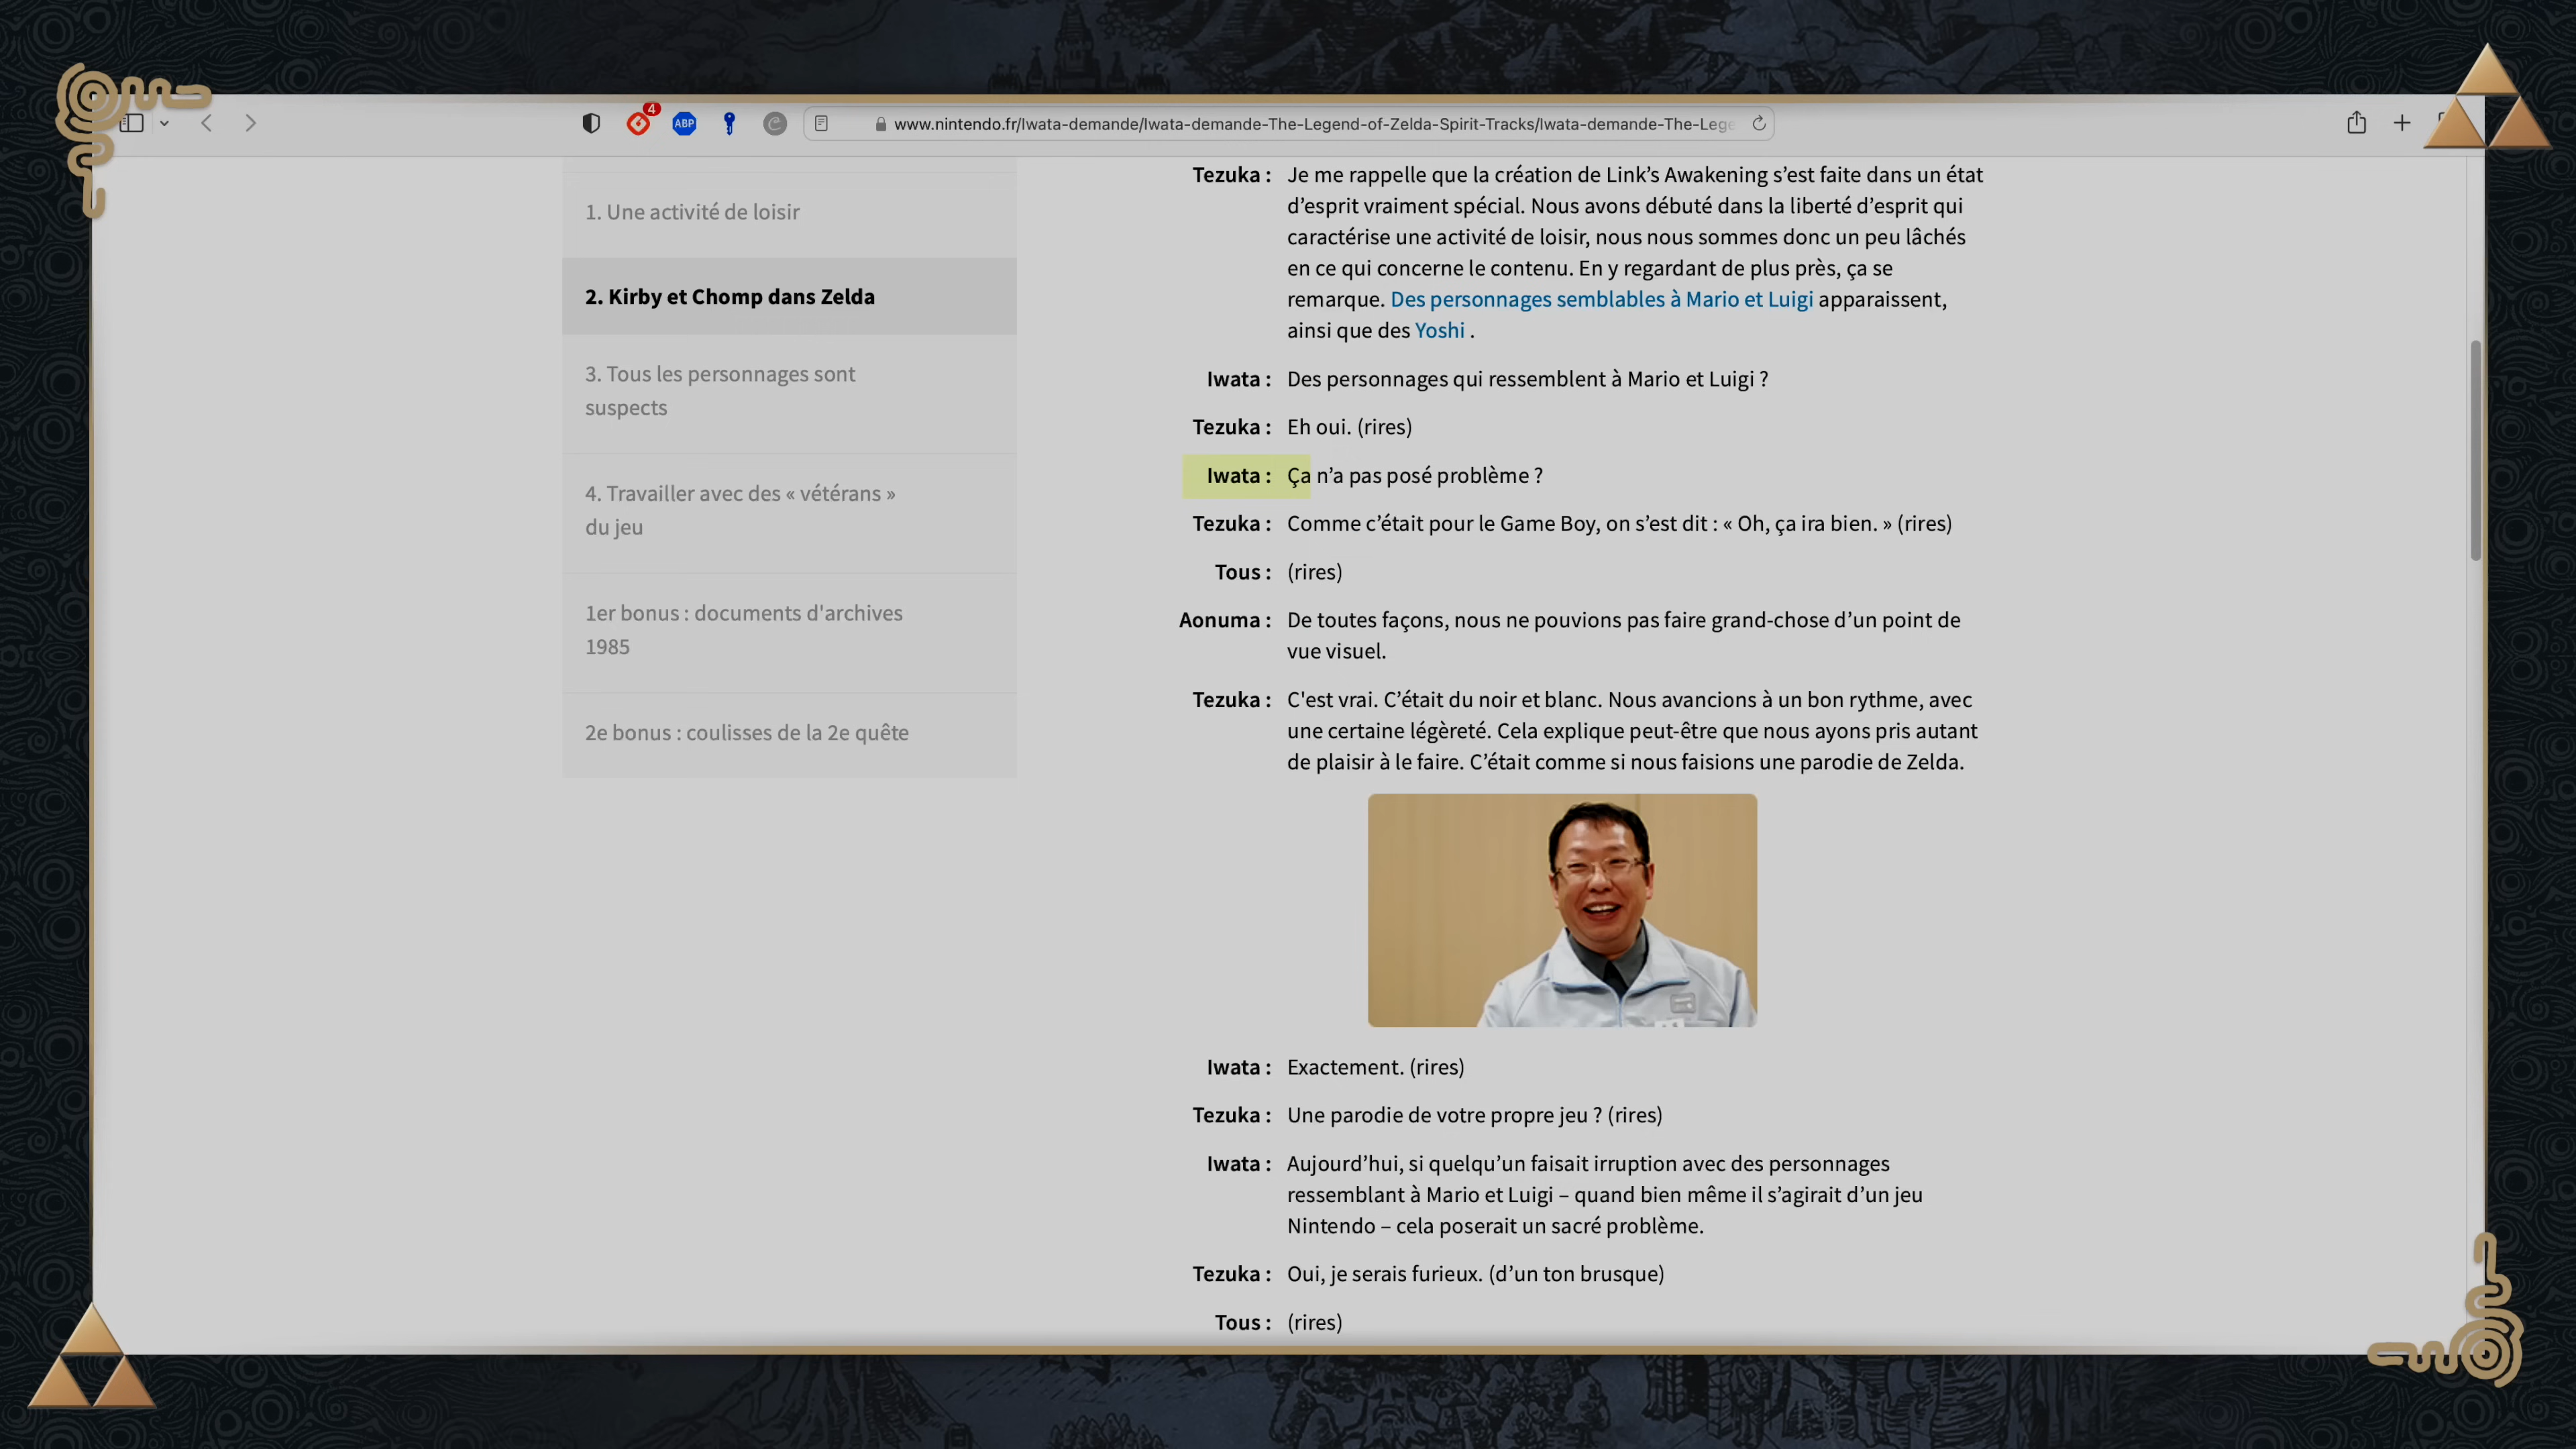 4
ABP
www.nintendo.fr/Iwata-demande/Iwata-demande-The-Legend-of-Zelda-Spirit-Tracks/Iwata-demande-The-Lege
1. Une activité de loisir
2. Kirby et Chomp dans Zelda
3. Tous les personnages sont
suspects
4. Travailler avec des « vétérans »
du jeu
1er bonus : documents d'archives
1985
2e bonus : coulisses de la 2e quête
Tezuka : Je me rappelle que la création de Link’s Awakening s’est faite dans un état
d’esprit vraiment spécial. Nous avons débuté dans la liberté d’esprit qui
caractérise une activité de loisir, nous nous sommes donc un peu lâchés
en ce qui concerne le contenu. En y regardant de plus près, ça se
remarque. Des personnages semblables à Mario et Luigi apparaissent,
ainsi que des Yoshi .
Iwata : Des personnages qui ressemblent à Mario et Luigi ?
Tezuka : Eh oui. (rires)
Iwata : Ça n’a pas posé problème ?
Tezuka : Comme c’était pour le Game Boy, on s’est dit : « Oh, ça ira bien. » (rires)
Tous : (rires)
Aonuma : De toutes façons, nous ne pouvions pas faire grand-chose d’un point de
vue visuel.
Tezuka : C'est vrai. C’était du noir et blanc. Nous avancions à un bon rythme, avec
une certaine légèreté. Cela explique peut-être que nous ayons pris autant
de plaisir à le faire. C’était comme si nous faisions une parodie de Zelda.
Iwata : Exactement. (rires)
Tezuka : Une parodie de votre propre jeu ? (rires)
Iwata : Aujourd’hui, si quelqu’un faisait irruption avec des personnages
ressemblant à Mario et Luigi – quand bien même il s’agirait d’un jeu
Nintendo – cela poserait un sacré problème.
Tezuka : Oui, je serais furieux. (d’un ton brusque)
Tous : (rires)